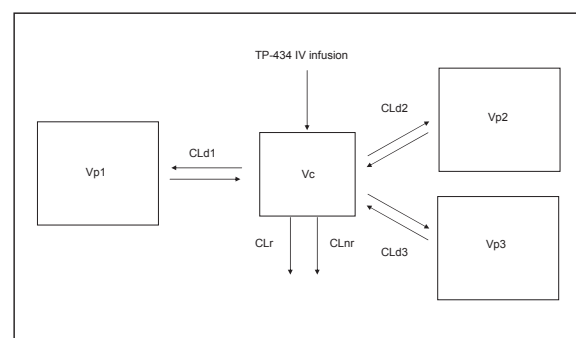 TP-434 IV infusion
CLd2
Vp2
CLd1
Vp1
Vc
Vp3
CLr
CLnr
CLd3